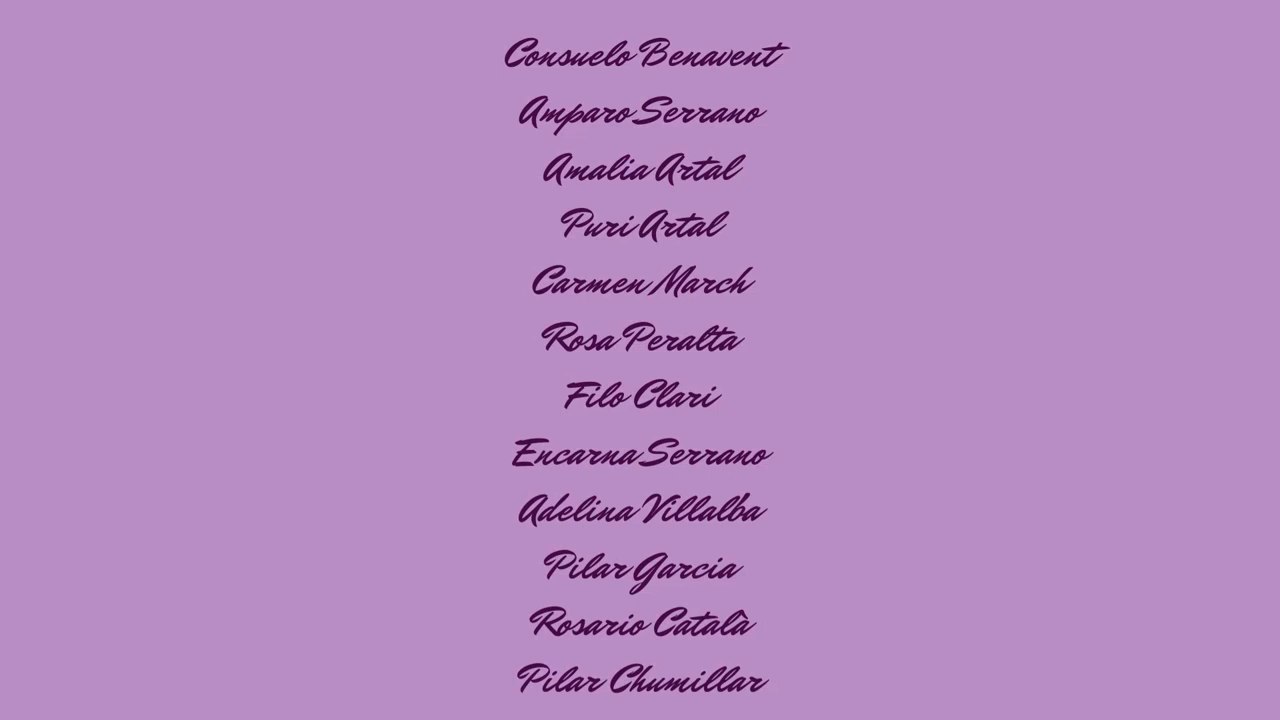 Consuelo Benavent
Amparo Serrano
Amalia Artal
Puri Artal
Carmen March
Rosa Peralta
Filo Clari
Encarna Serrano
Adelina Villalba
Pilar Garcia
Rosario Català
Pilar Chumillar